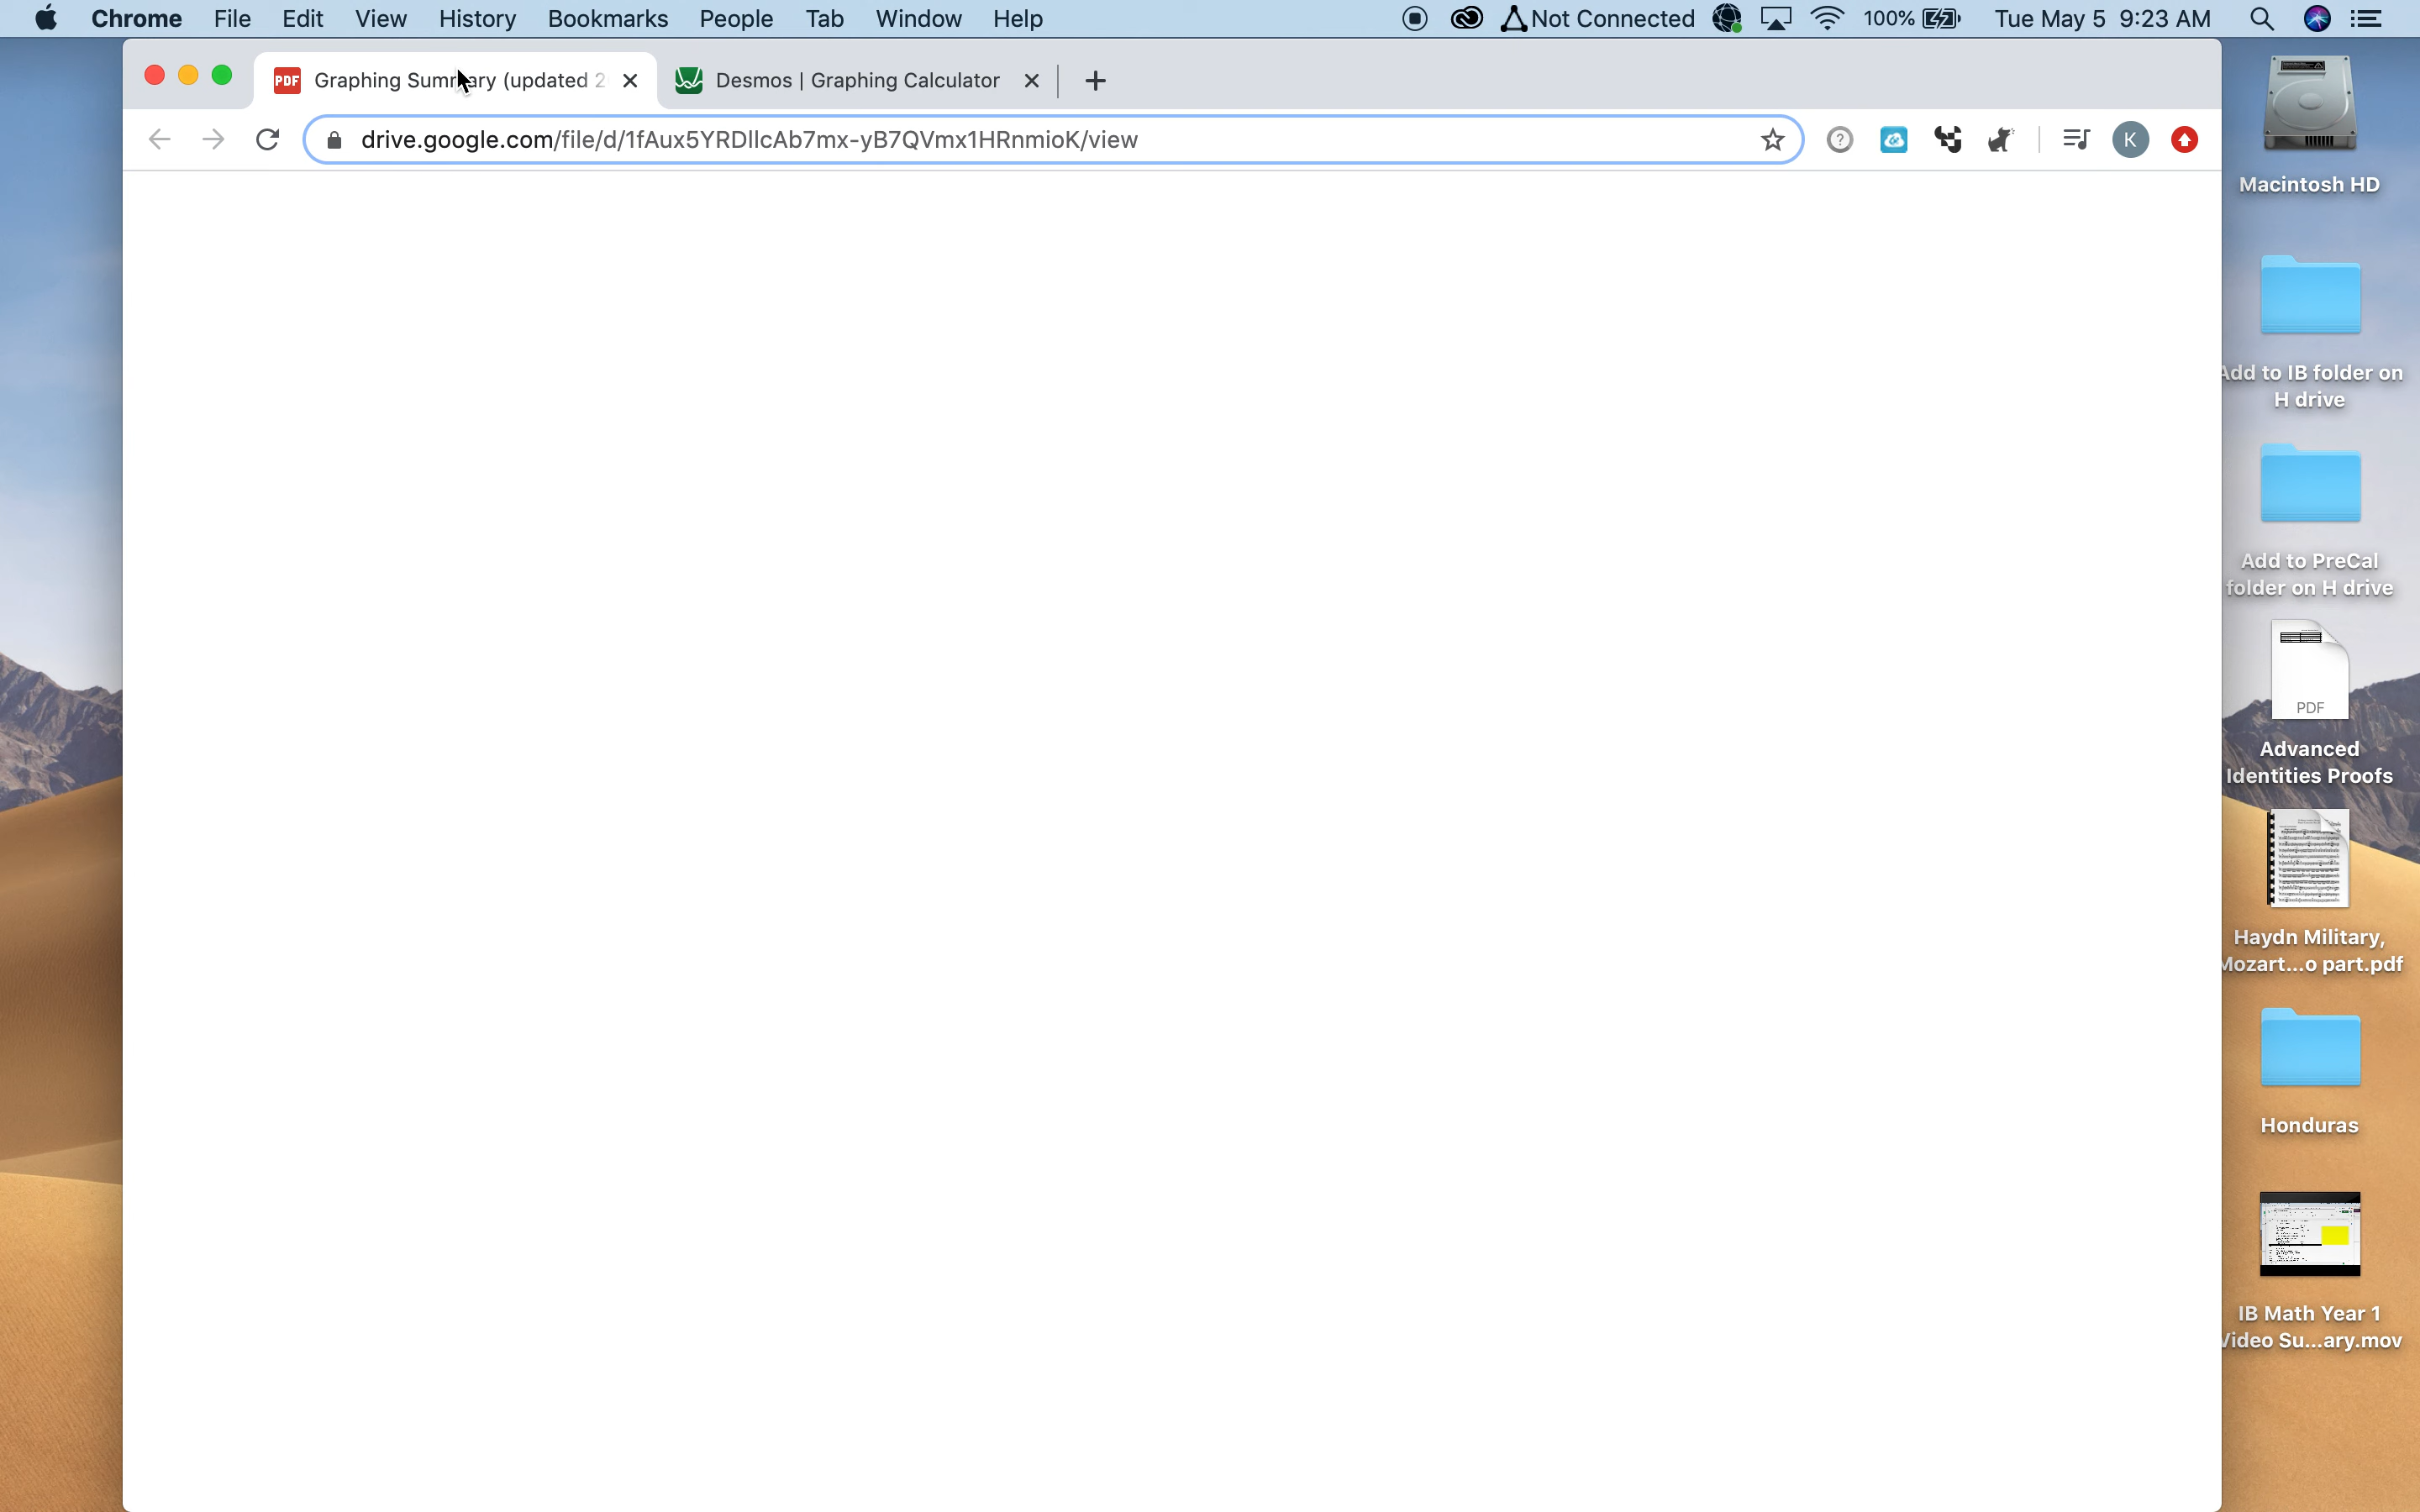 Chrome File Edit View History Bookmarks People Tab Window Help Not Connected 100% Tue May 5 9:23 AM
PDF Graphing Summary (updated 2 Desmos | Graphing Calculator
drive.google.com/file/d/1fAux5YRDllcAb7mx-yB7QVmx1HRnmioK/view K
Macintosh HD
Add to IB folder on
H drive
Add to PreCal
folder on H drive
PDF
Advanced
Identities Proofs
Haydn Military,
Mozart...o part.pdf
Honduras
IB Math Year 1
Video Su...ary.mov